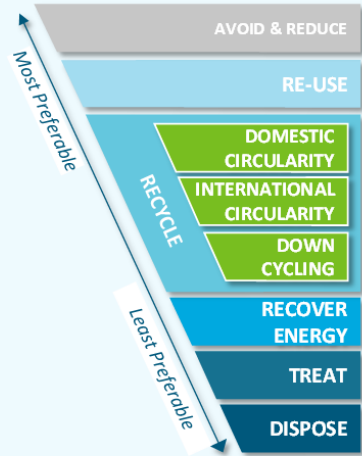 AVOID & REDUCE
Most Preferable
RE-USE
RECYCLE
DOMESTIC
CIRCULARITY
INTERNATIONAL
CIRCULARITY
DOWN
CYCLING
RECOVER
ENERGY
Least Preferable
TREAT
DISPOSE